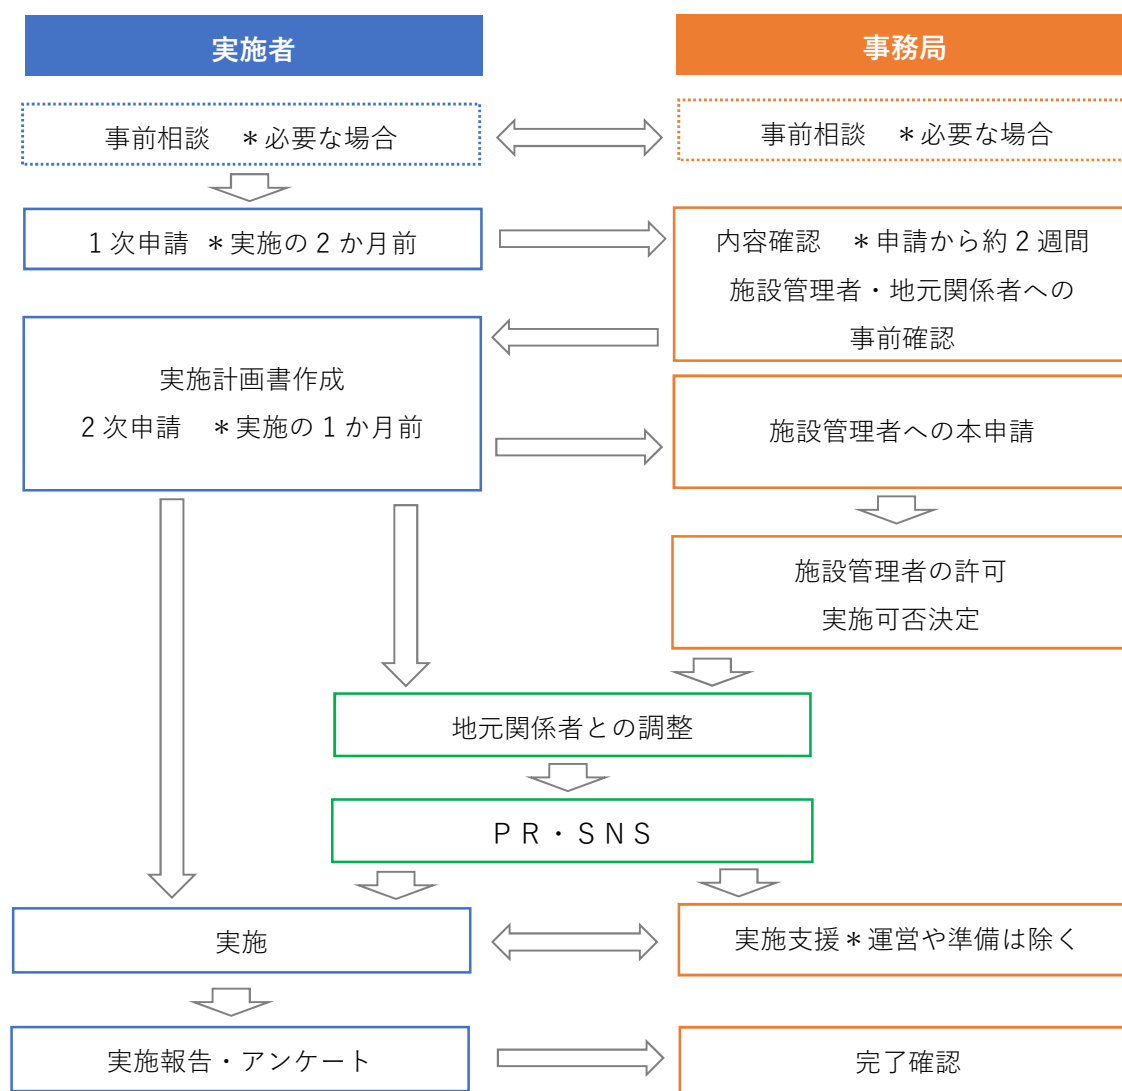 実施者
事務局
事前相談　＊必要な場合
事前相談　＊必要な場合
１次申請　＊実施の２か月前
内容確認　＊申請から約２週間
施設管理者・地元関係者への
事前確認
実施計画書作成
２次申請　＊実施の１か月前
施設管理者への本申請
施設管理者の許可
実施可否決定
地元関係者との調整
ＰＲ・ＳＮＳ
実施
実施支援＊運営や準備は除く
実施報告・アンケート
完了確認